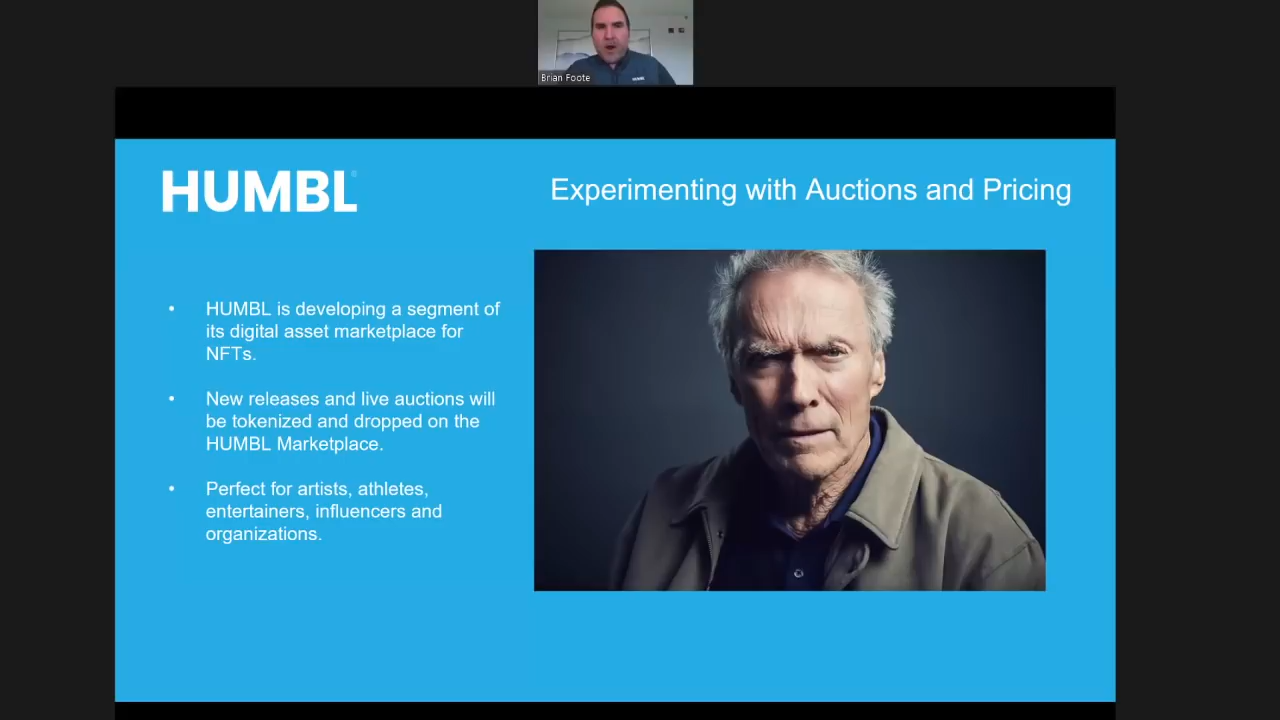 Brian Foote
HUMBL
HUMBL
Experimenting with Auctions and Pricing
• HUMBL is developing a segment of
its digital asset marketplace for
NFTs.
• New releases and live auctions will
be tokenized and dropped on the
HUMBL Marketplace.
• Perfect for artists, athletes,
entertainers, influencers and
organizations.